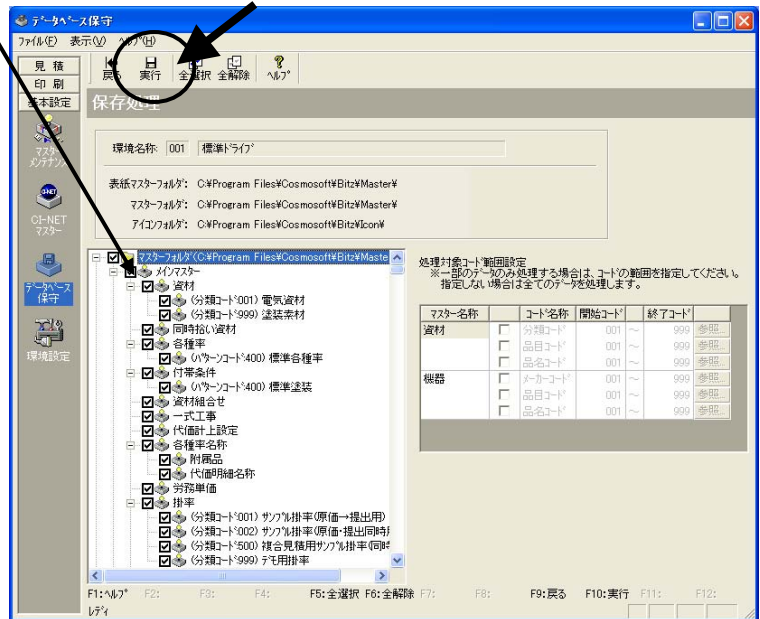 データベース保守
ファイル(F) 表示(V) ヘルプ(H)
見 積
印 刷
基本設定
マスターメンテナンス
CI-NET
マスター
データベース
保守
環境設定
戻る 実行 全選択 全解除 ヘルプ
保存処理
環境名称: 001 標準ドライブ
表紙マスターフォルダ: C:¥Program Files¥Cosmosoft¥Bitz¥Master¥
マスターフォルダ: C:¥Program Files¥Cosmosoft¥Bitz¥Master¥
アイコンフォルダ: C:¥Program Files¥Cosmosoft¥Bitz¥Icon¥
マスターフォルダ(C:¥Program Files¥Cosmosoft¥Bitz¥Maste
メインマスター
資材
(分類コード:001) 電気資材
(分類コード:999) 塗装素材
同時拾い資材
各種率
(パターンコード:400) 標準各種率
付帯条件
(パターンコード:400) 標準塗装
資材組合せ
一式工事
代価計上設定
各種率名称
附属品
代価明細名称
労務単価
掛率
(分類コード:001) サンプル掛率(原価→提出用)
(分類コード:002) サンプル掛率(原価・提出同時
(分類コード:500) 複合見積用サンプル掛率(同時
(分類コード:999) デモ用掛率
処理対象コード範囲設定
※一部のデータのみ処理する場合は、コードの範囲を指定してください。
指定しない場合は全てのデータを処理します。
マスター名称 コード名称 開始コード 終了コード
資材 分類コード 001 ～ 999 参照...
品目コード 001 ～ 999 参照...
品名コード 001 ～ 999 参照...
機器 メーカーコード 001 ～ 999 参照...
品目コード 001 ～ 999 参照...
品名コード 001 ～ 999 参照...
F1:ヘルプ F2: F3: F4: F5:全選択 F6:全解除 F7: F8: F9:戻る F10:実行 F11: F12:
レディ